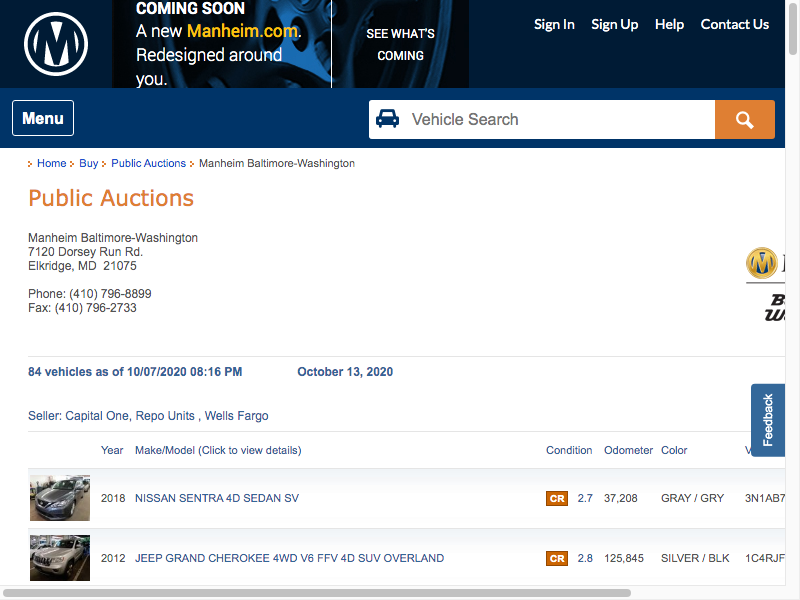 COMING SOON
A new Manheim.com.
Redesigned around
you.
SEE WHAT'S
COMING
Sign In Sign Up Help Contact Us
Menu
Vehicle Search
Home Buy Public Auctions Manheim Baltimore-Washington
Public Auctions
Manheim Baltimore-Washington
7120 Dorsey Run Rd.
Elkridge, MD 21075
Phone: (410) 796-8899
Fax: (410) 796-2733
84 vehicles as of 10/07/2020 08:16 PM October 13, 2020
Feedback
Seller: Capital One, Repo Units , Wells Fargo
Year Make/Model (Click to view details) Condition Odometer Color
2018 NISSAN SENTRA 4D SEDAN SV CR 2.7 37,208 GRAY / GRY 3N1AB7
2012 JEEP GRAND CHEROKEE 4WD V6 FFV 4D SUV OVERLAND CR 2.8 125,845 SILVER / BLK 1C4RJF